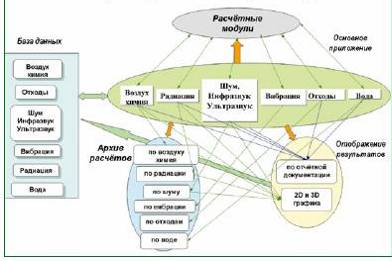 Расчётные
модули
Основное
приложение
База данных
Воздух
химия
Отходы
Шум
Инфразвук
Ультразвук
Вибрация
Радиация
Вода
Воздух
химия
Радиация
Шум,
Инфразвук
Ультразвук
Вибрация
Отходы
Вода
Архив
расчётов
по воздуху
химия
по радиации
по шуму
по вибрации
по отходам
по воде
Отображение
результатов
по отчётной
документации
2D и 3D
графика